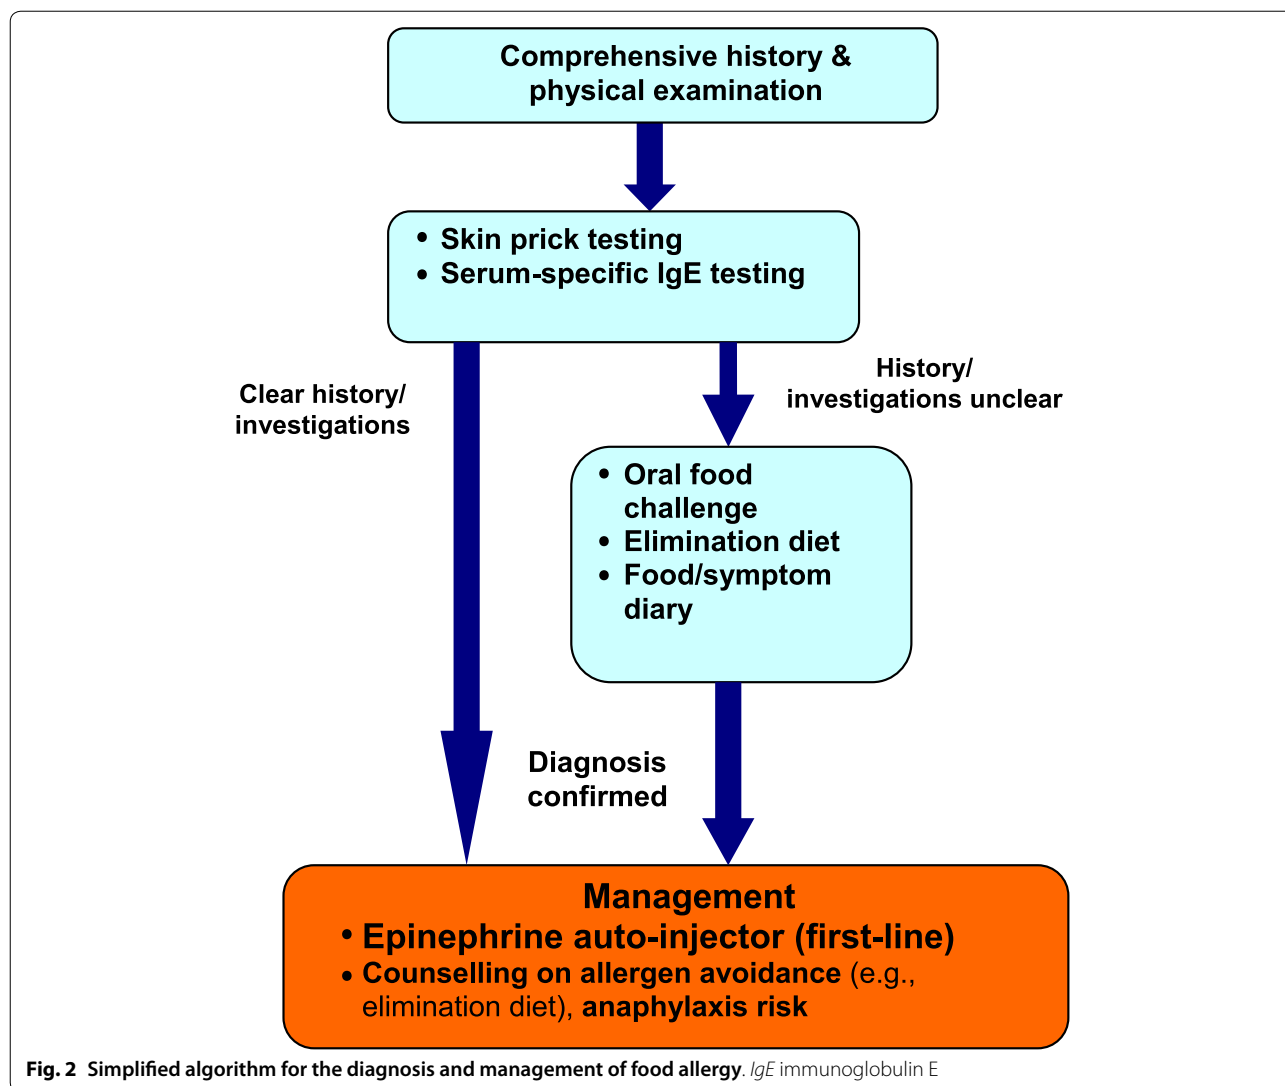 Comprehensive history &
physical examination
• Skin prick testing
• Serum-specific IgE testing
Clear history/
investigations
History/
investigations unclear
• Oral food
challenge
• Elimination diet
• Food/symptom
diary
Diagnosis
confirmed
Management
• Epinephrine auto-injector (first-line)
• Counselling on allergen avoidance (e.g.,
elimination diet), anaphylaxis risk
Fig. 2 Simplified algorithm for the diagnosis and management of food allergy. IgE immunoglobulin E